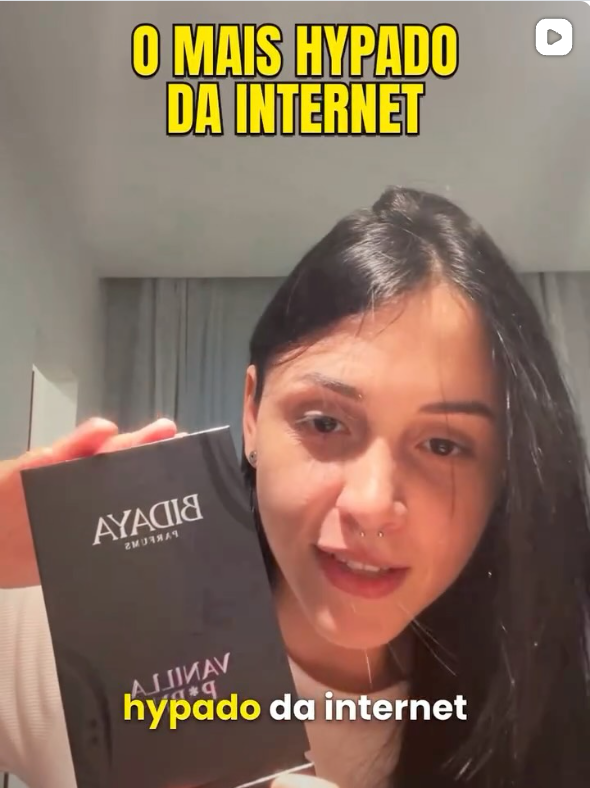 O MAIS HYPADO
DA INTERNET
BIDAYA
PARFUMS
VANILLA
hypado da internet